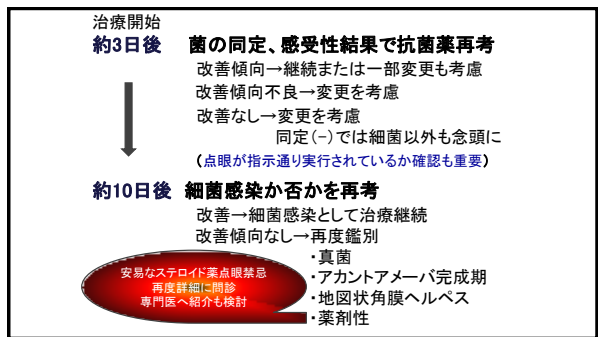 治療開始
約3日後 菌の同定、感受性結果で抗菌薬再考
改善傾向→継続または一部変更も考慮
改善傾向不良→変更を考慮
改善なし→変更を考慮
同定(-)では細菌以外も念頭に
(点眼が指示通り実行されているか確認も重要)
約10日後 細菌感染か否かを再考
改善→細菌感染として治療継続
改善傾向なし→再度鑑別
・真菌
・アカントアメーバ完成期
・地図状角膜ヘルペス
・薬剤性
安易なステロイド薬点眼禁忌
再度詳細に問診
専門医へ紹介も検討